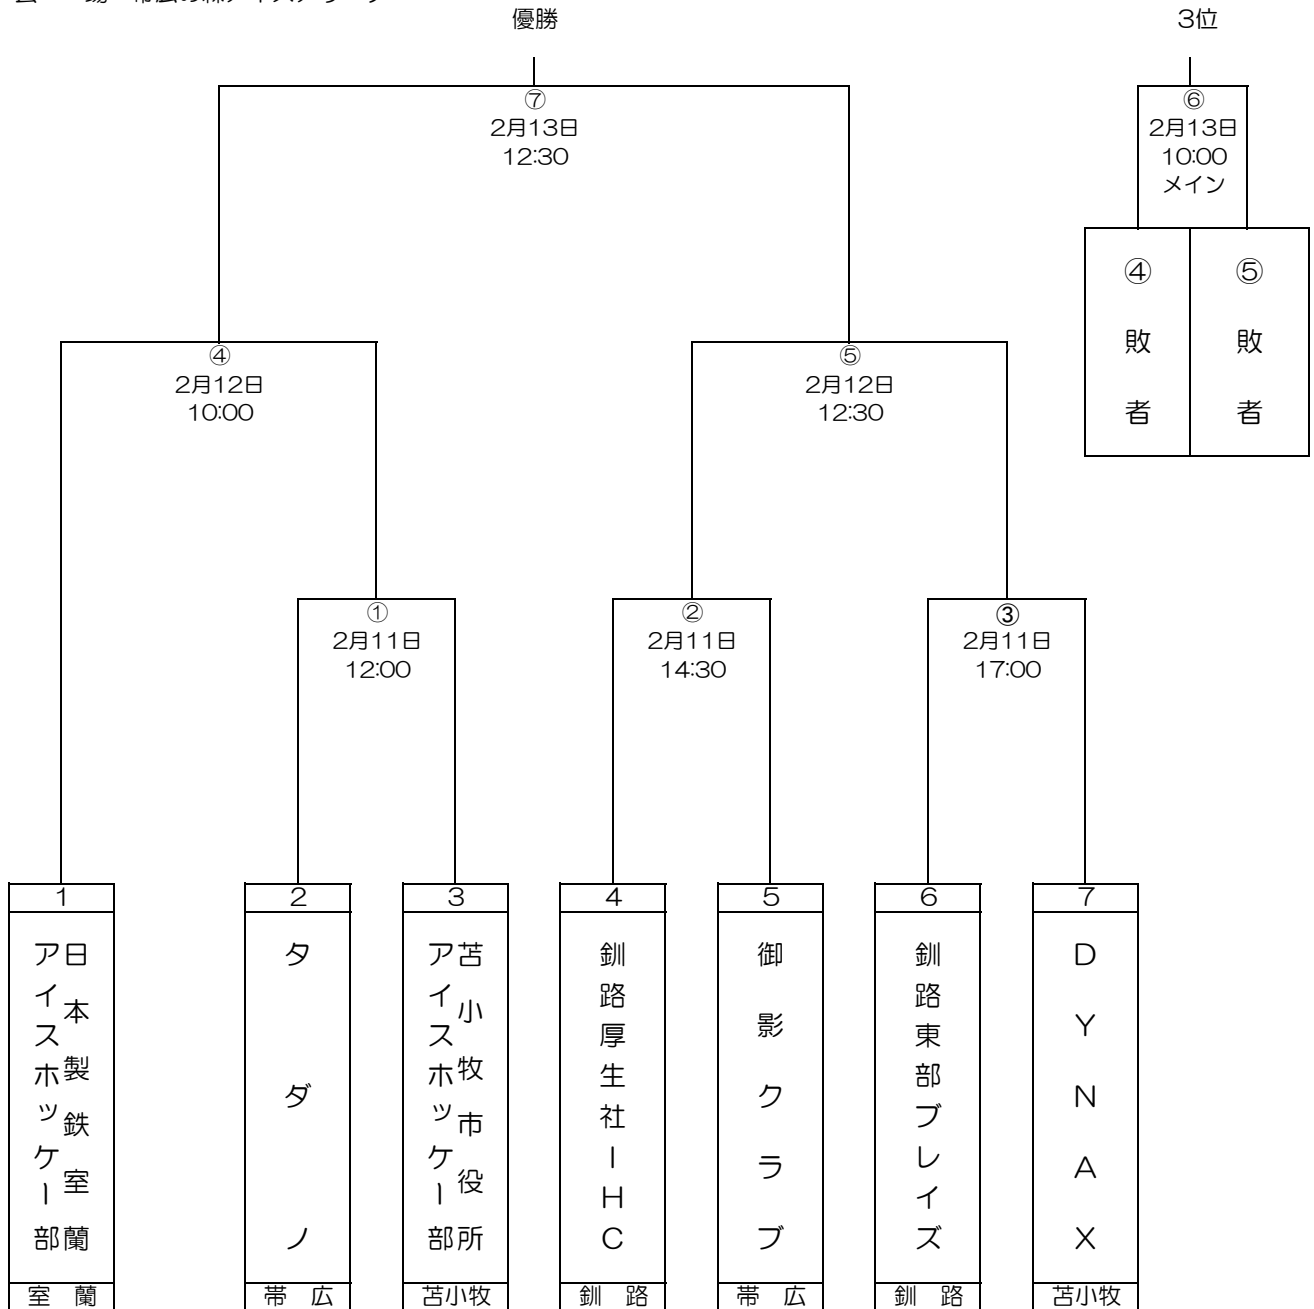 優勝
3位
⑦
2月13日
12:30
⑥
2月13日
10:00
メイン
④敗者
⑤敗者
④
2月12日
10:00
⑤
2月12日
12:30
①
2月11日
12:00
②
2月11日
14:30
③
2月11日
17:00
1
日本製鉄室蘭
アイスホッケー部
室 蘭
2
タダノ
帯 広
3
苫小牧市役所
アイスホッケー部
苫小牧
4
釧路厚生社IHC
釧 路
5
御影クラブ
帯 広
6
釧路東部ブレイズ
釧 路
7
DYNAX
苫小牧